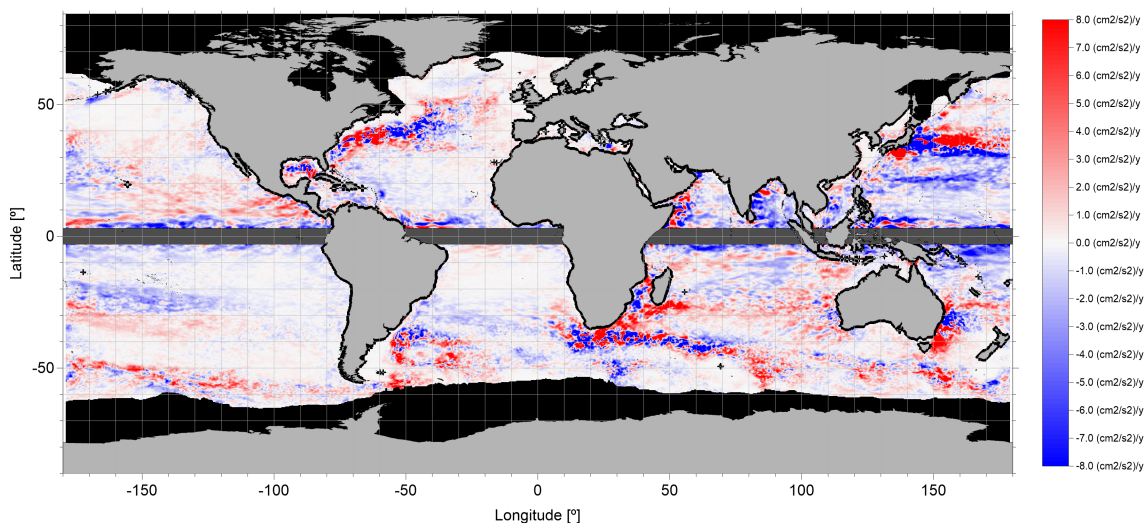 8.0 (cm2/s2)/y
7.0 (cm2/s2)/y
6.0 (cm2/s2)/y
5.0 (cm2/s2)/y
4.0 (cm2/s2)/y
3.0 (cm2/s2)/y
2.0 (cm2/s2)/y
1.0 (cm2/s2)/y
0.0 (cm2/s2)/y
-1.0 (cm2/s2)/y
-2.0 (cm2/s2)/y
-3.0 (cm2/s2)/y
-4.0 (cm2/s2)/y
-5.0 (cm2/s2)/y
-6.0 (cm2/s2)/y
-7.0 (cm2/s2)/y
-8.0 (cm2/s2)/y
50
0
-50
Latitude [º]
-150
-100
-50
0
50
100
150
Longitude [º]